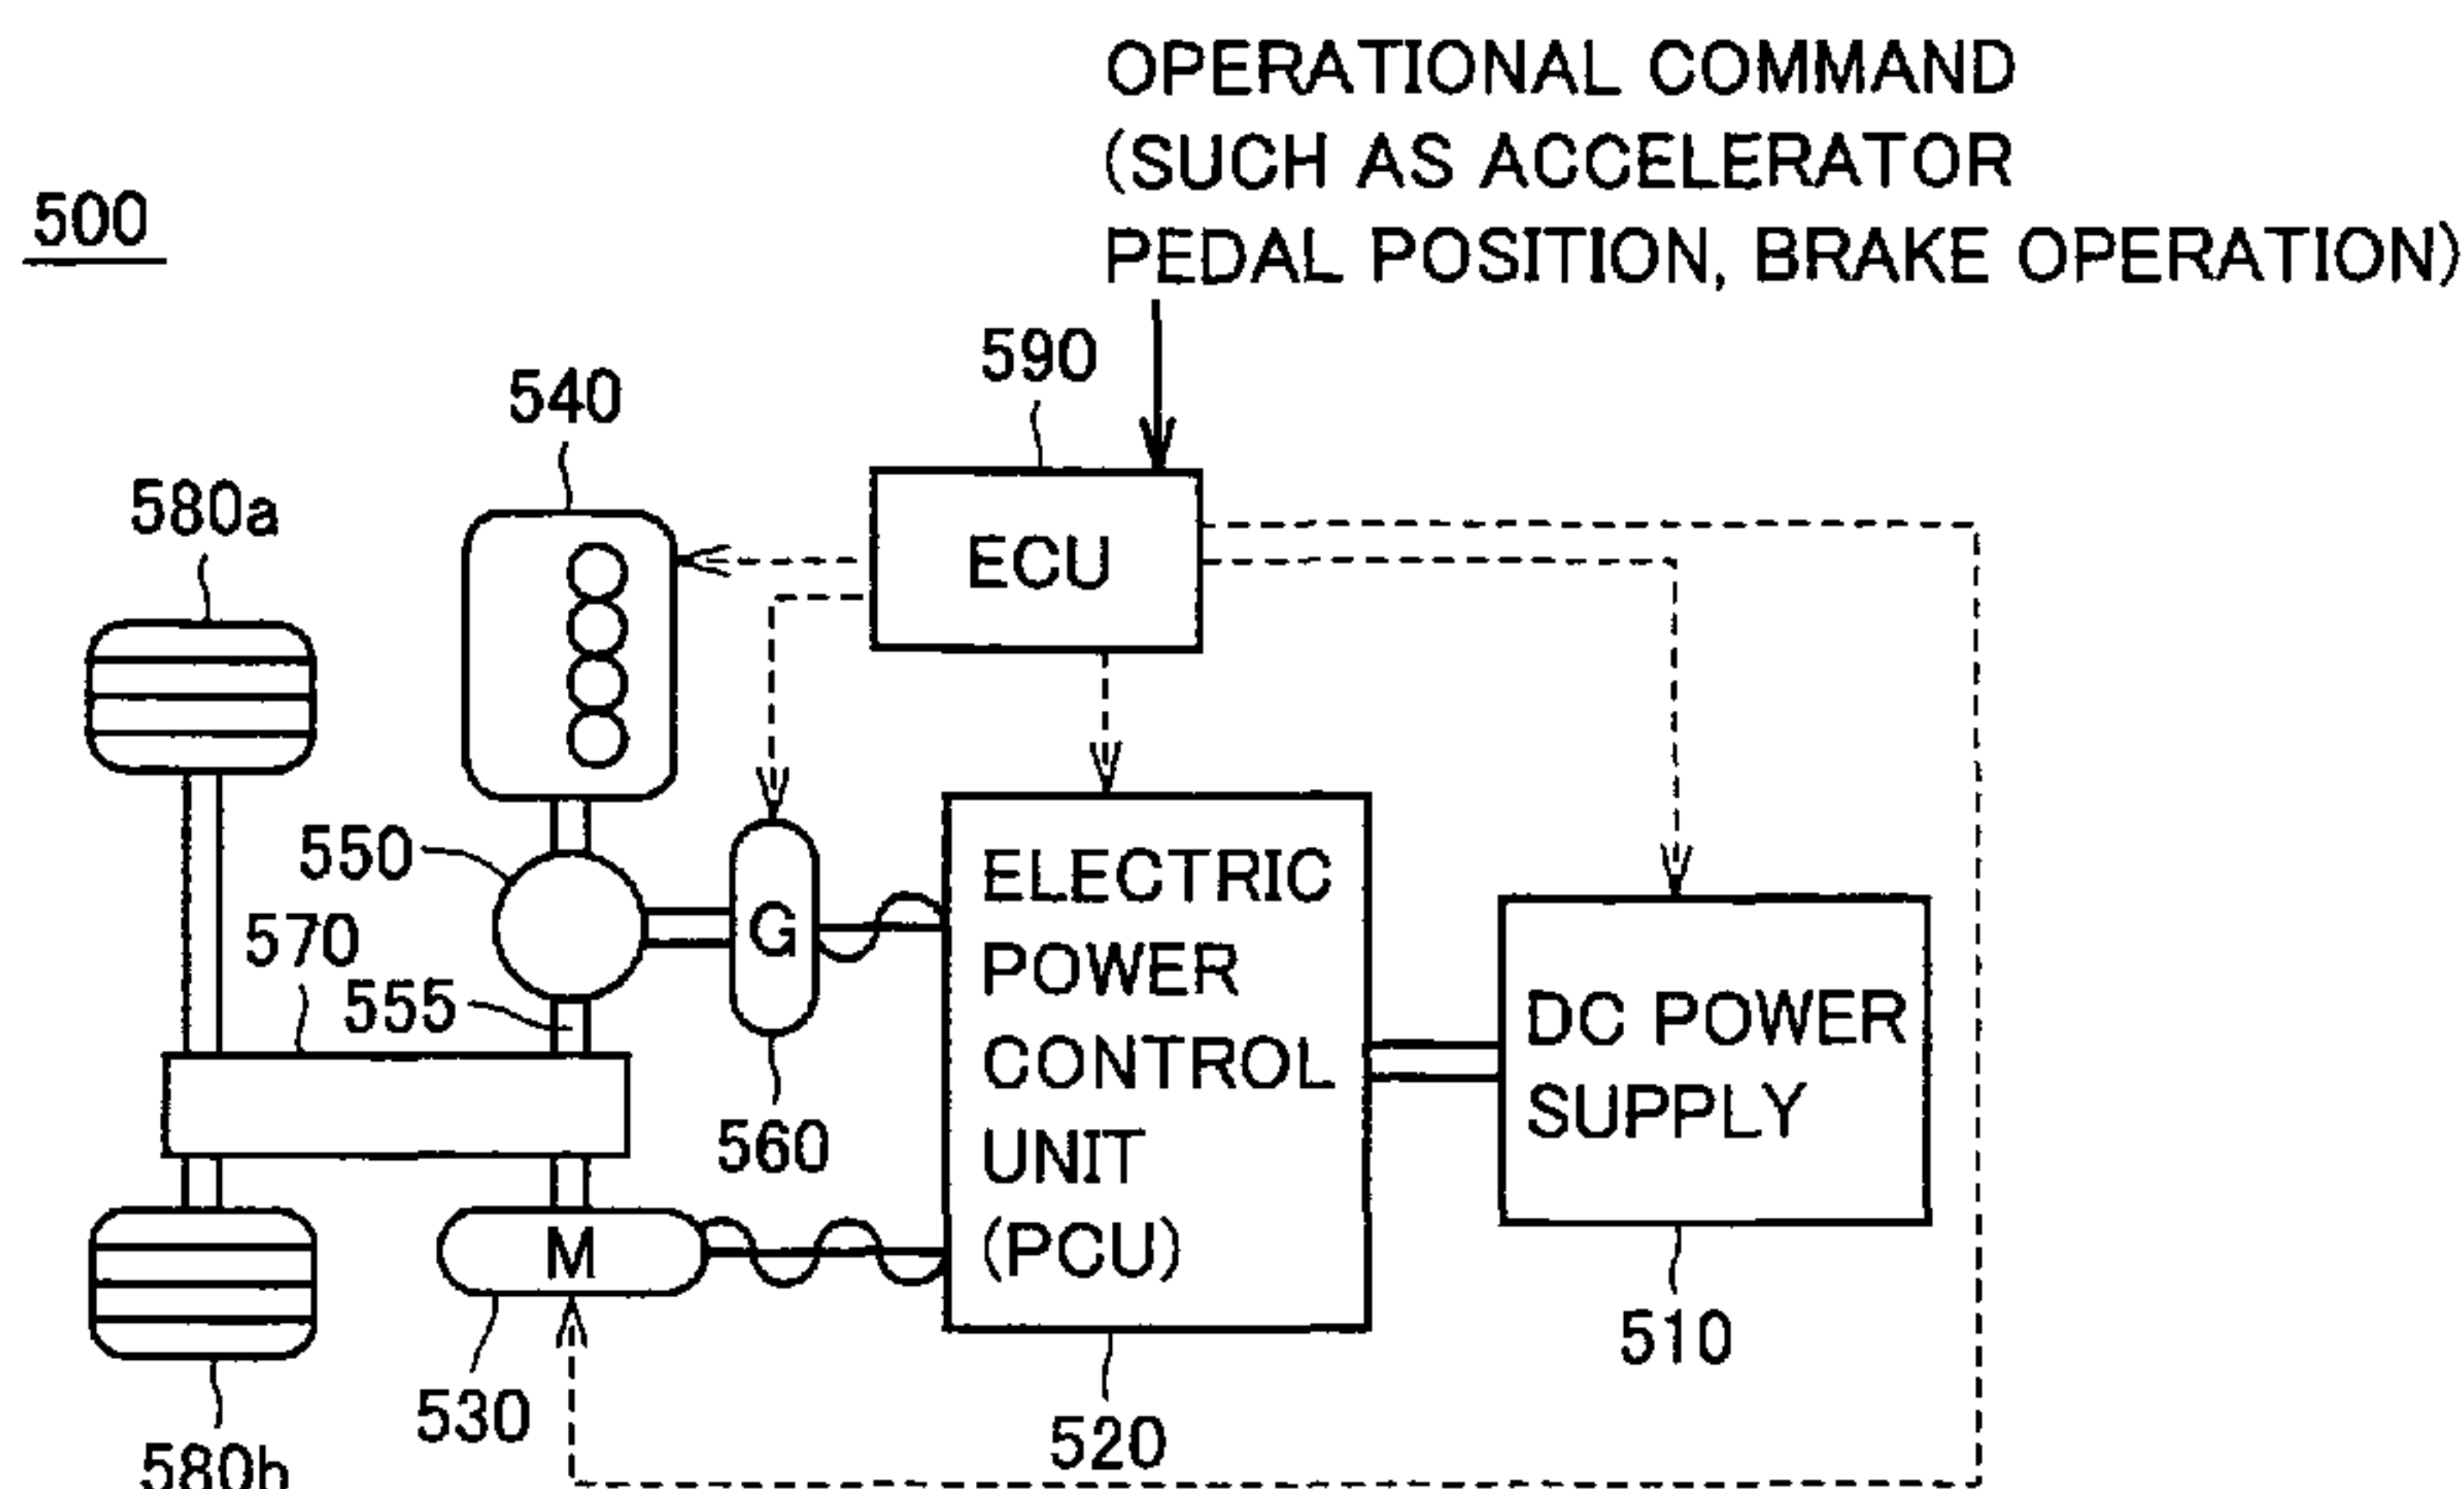 OPERATIONAL COMMAND
(SUCH AS ACCELERATOR
PEDAL POSITION, BRAKE OPERATION)
500
590
540
580a
ECU
550
570
555
G
560
ELECTRIC
POWER
CONTROL
UNIT
(PCU)
DC POWER
SUPPLY
M
510
530
520
580b